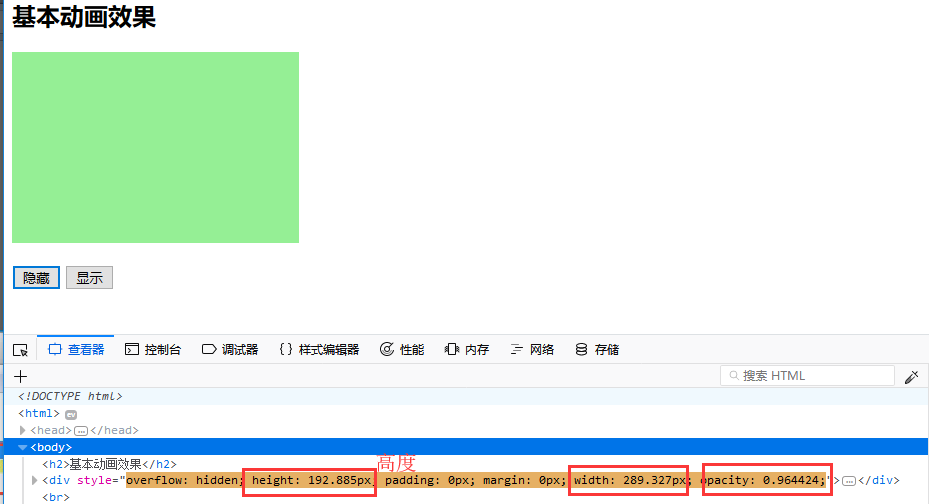 基本动画效果
隐藏 显示
查看器 控制台 调试器 {} 样式编辑器 性能 内存 网络 存储
+ 搜索 HTML
<!DOCTYPE html>
<html> ev
<head> … </head>
<body>
高度
<h2>基本动画效果</h2>
<div style="overflow: hidden; height: 192.885px; padding: 0px; margin: 0px; width: 289.327px; opacity: 0.964424;"> … </div>
<br>